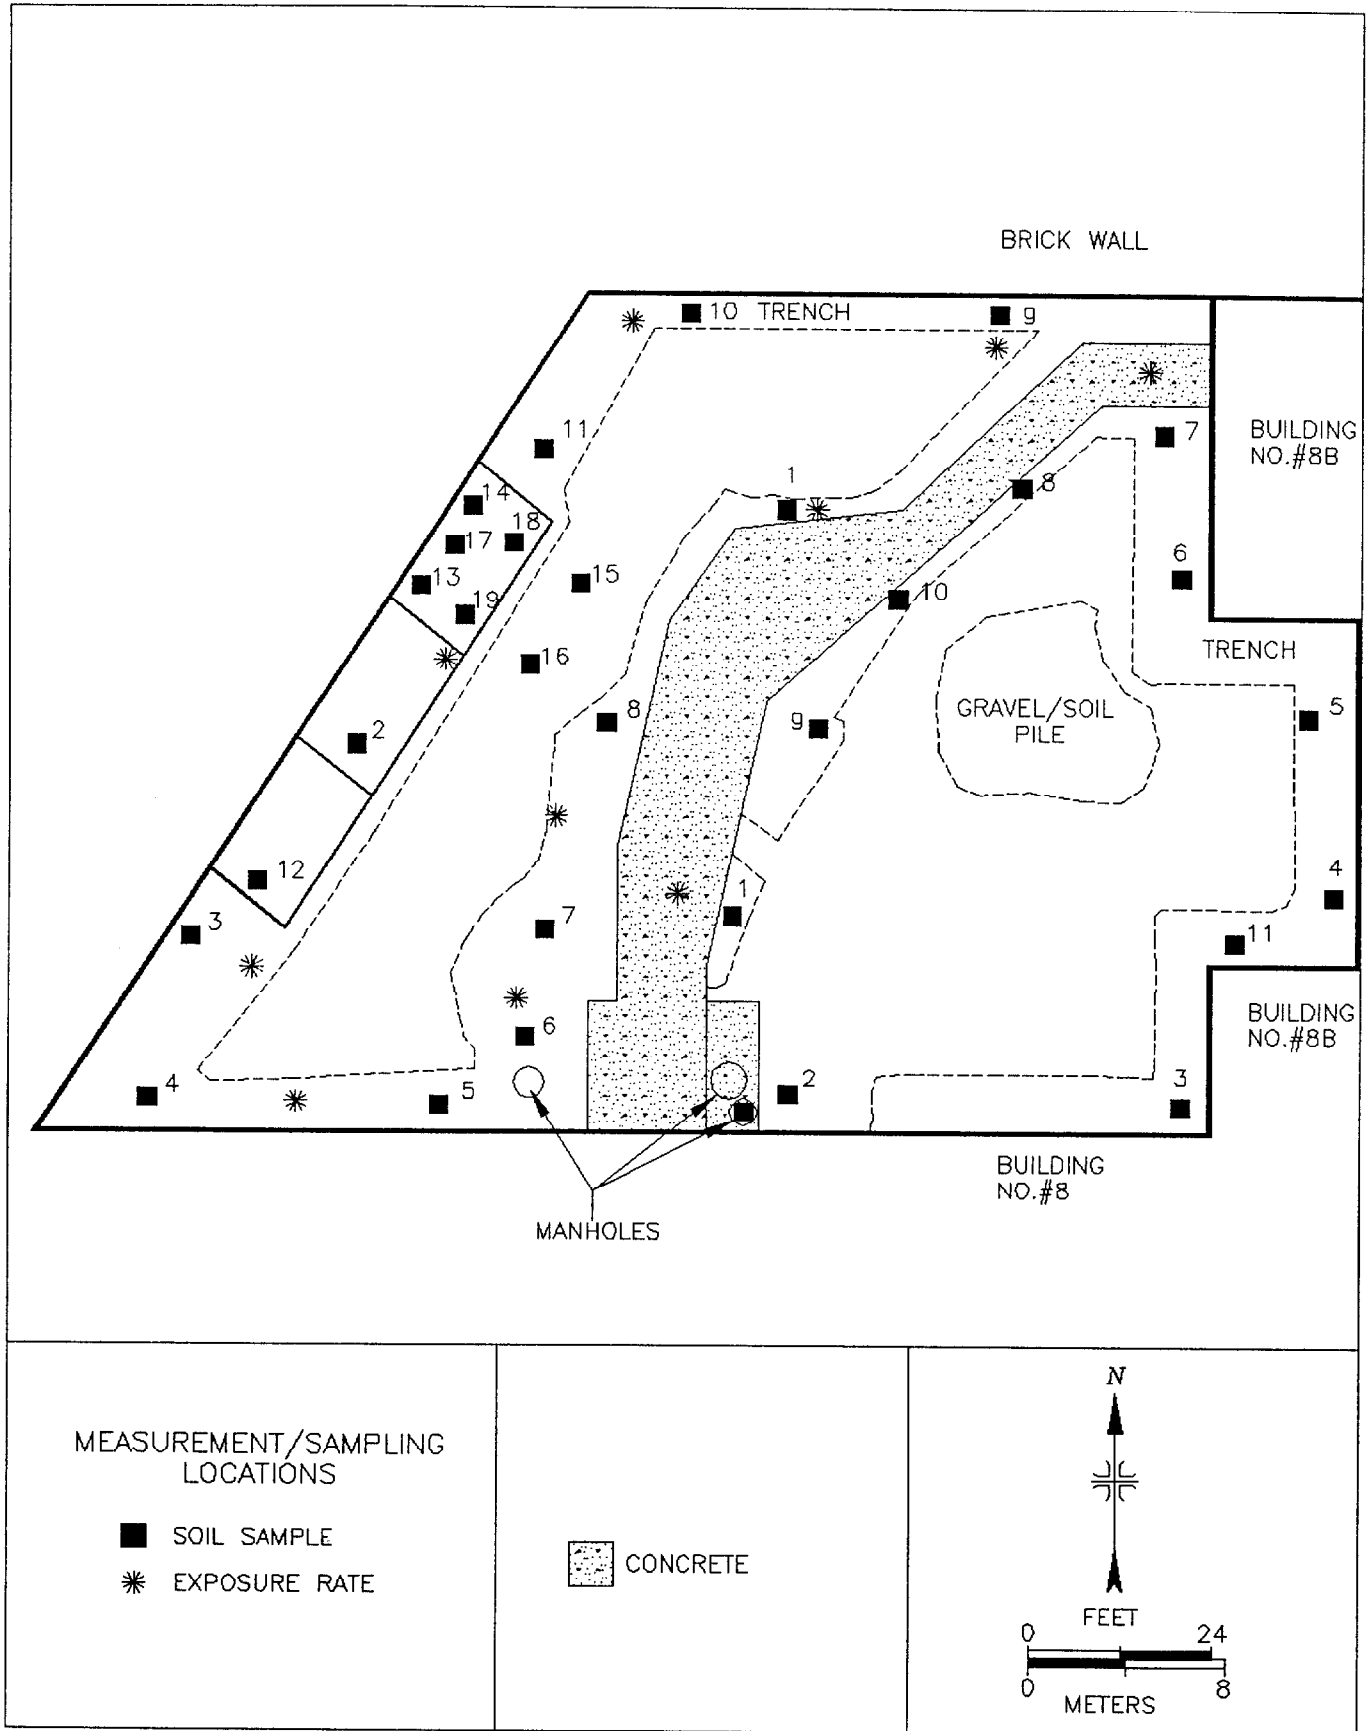 BRICK WALL
10 TRENCH
9
11
BUILDING
NO.#8B
7
1
14
8
18
17
6
15
13
10
19
16
TRENCH
8
GRAVEL/SOIL
PILE
5
9
2
12
4
1
3
7
11
BUILDING
NO.#8B
6
4
5
2
3
BUILDING
NO.#8
MANHOLES
MEASUREMENT/SAMPLING
LOCATIONS
SOIL SAMPLE
EXPOSURE RATE
CONCRETE
N
FEET
0 24
0 8
METERS